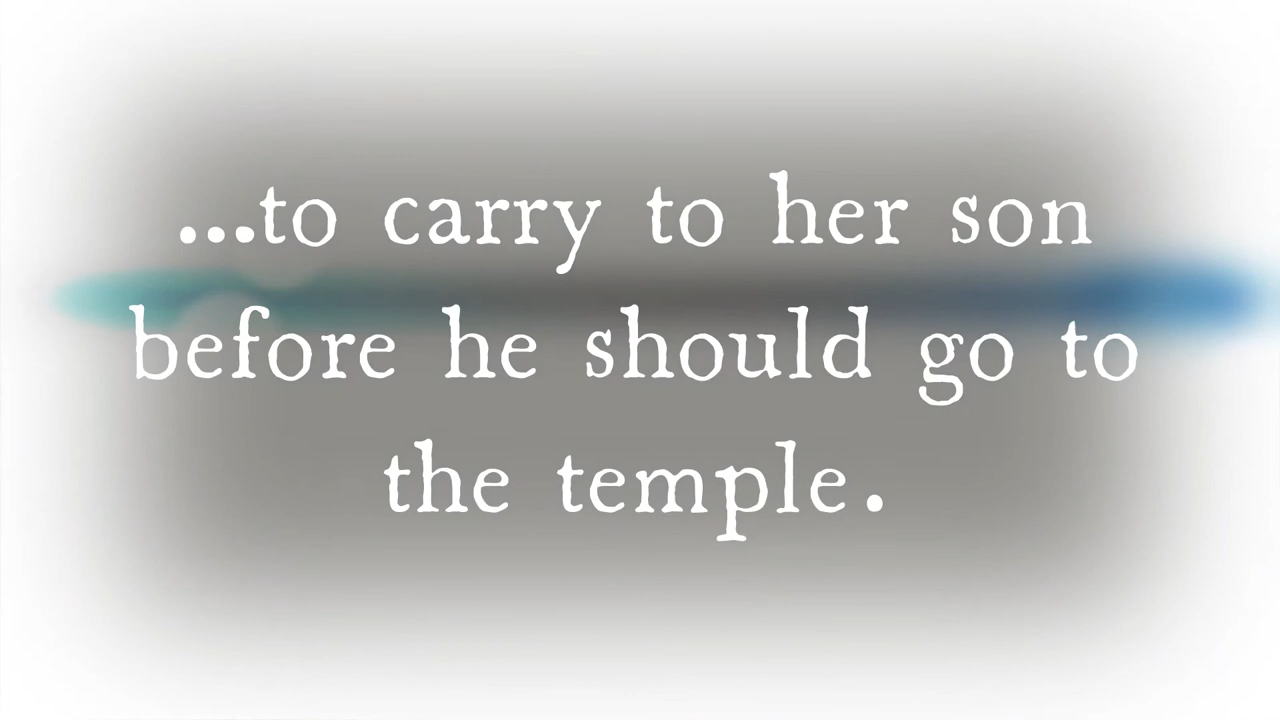 ...to carry to her son
before he should go to
the temple.